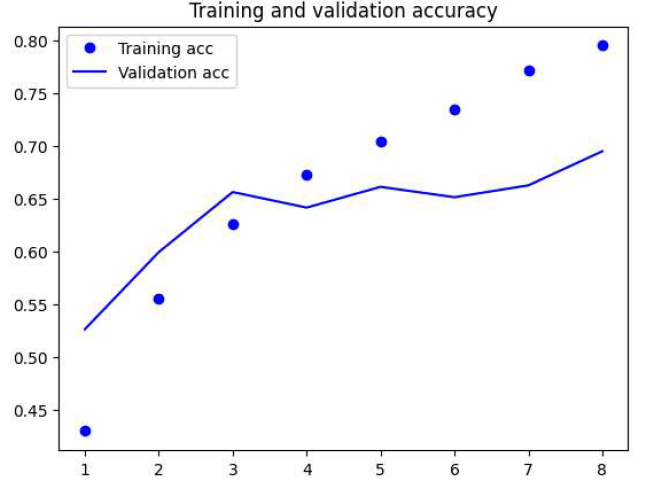 Training and validation accuracy
Training acc
Validation acc
0.80
0.75
0.70
0.65
0.60
0.55
0.50
0.45
1 2 3 4 5 6 7 8